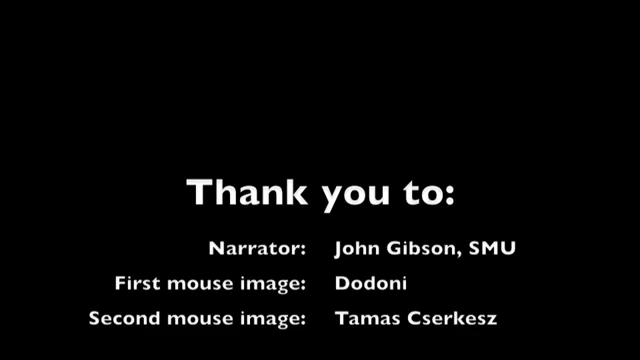 Thank you to:
Narrator: John Gibson, SMU
First mouse image: Dodoni
Second mouse image: Tamas Cserkesz